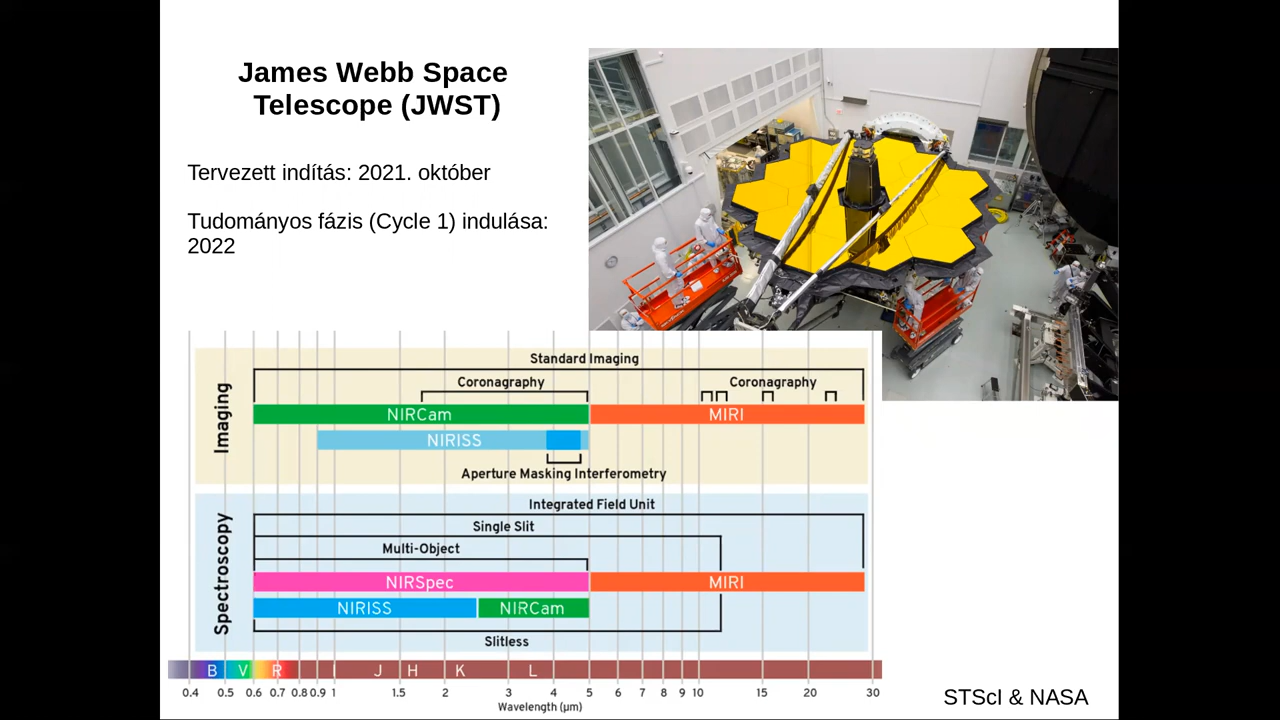 James Webb Space
Telescope (JWST)
Tervezett indítás: 2021. október
Tudományos fázis (Cycle 1) indulása:
2022
Imaging
Standard Imaging
Coronagraphy
Coronagraphy
NIRCam
MIRI
NIRISS
Aperture Masking Interferometry
Spectroscopy
Integrated Field Unit
Single Slit
Multi-Object
NIRSpec
MIRI
NIRISS
NIRCam
Slitless
B V R J H K L
0.4 0.5 0.6 0.7 0.8 0.9 1 1.5 2 3 4 5 6 7 8 9 10 15 20 30
Wavelength (µm)
STScI & NASA